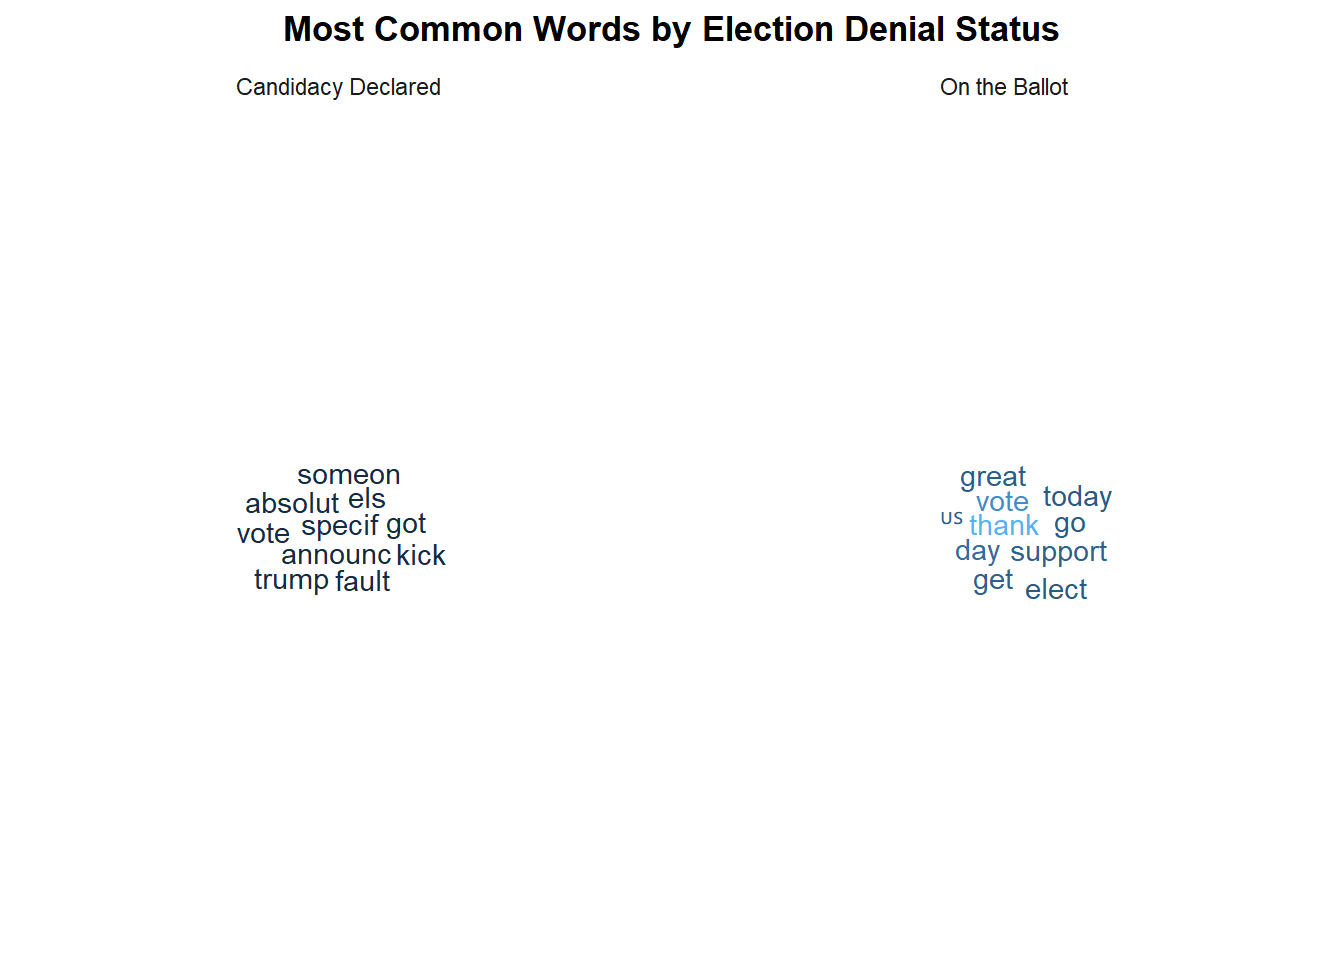 Most Common Words by Election Denial Status
Candidacy Declared
someon
absolut els
vote specif got
announc kick
trump fault
On the Ballot
great
vote today
us thank go
day support
get elect